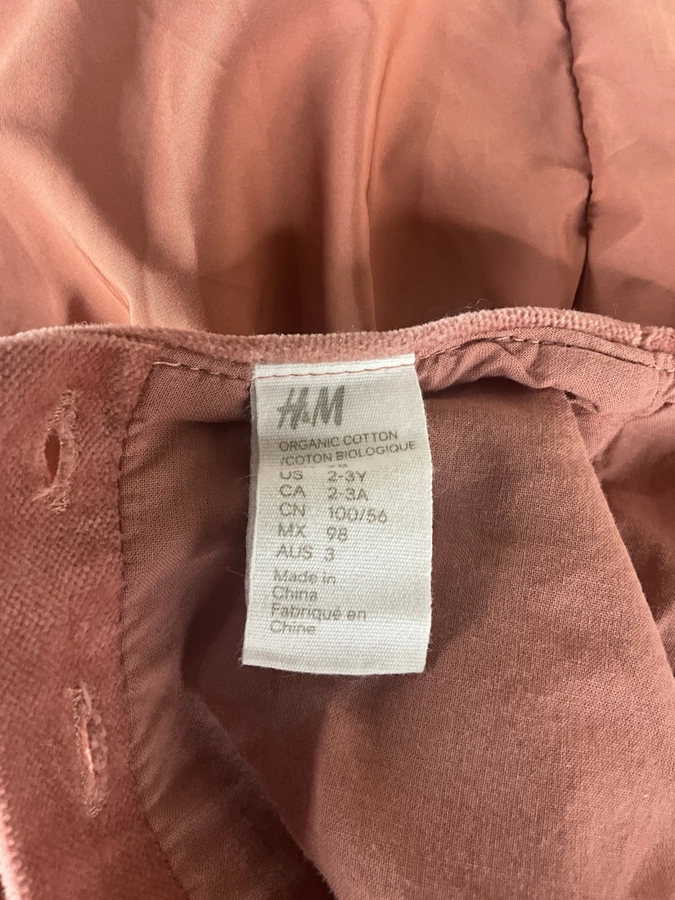 H&M
ORGANIC COTTON
/COTON BIOLOGIQUE
US 2-3Y
CA 2-3A
CN 100/56
MX 98
AUS 3
Made in
China
Fabriqué en
Chine